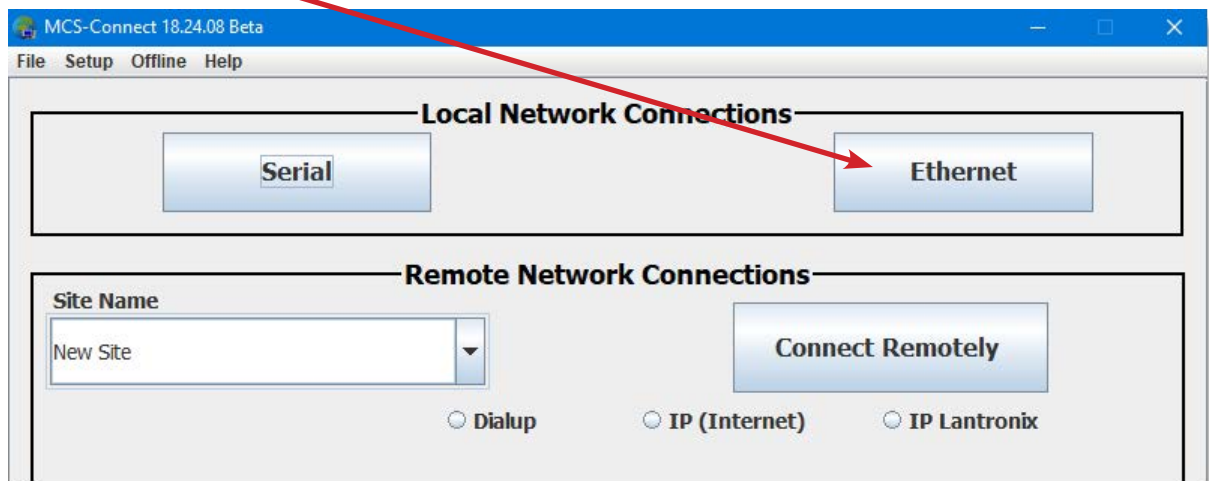 MCS-Connect 18.24.08 Beta
File Setup Offline Help
Local Network Connections
Serial
Ethernet
Remote Network Connections
Site Name
New Site
Connect Remotely
Dialup
IP (Internet)
IP Lantronix